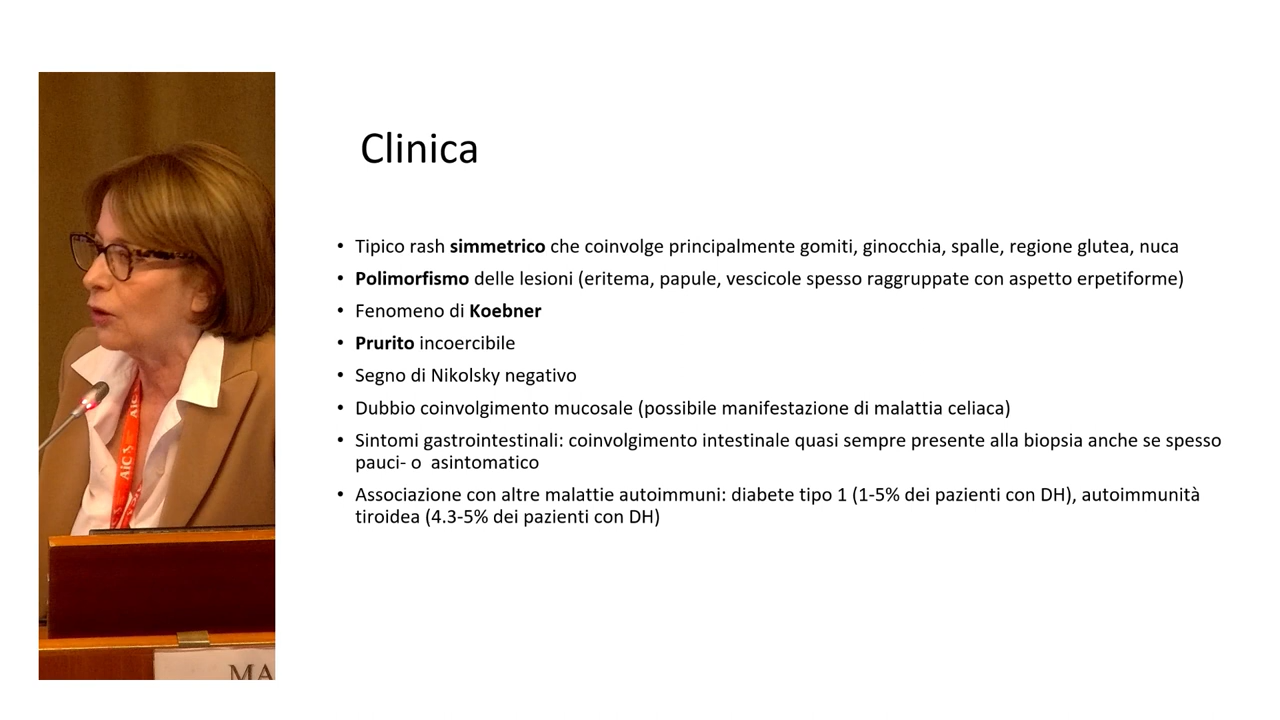 Clinica
• Tipico rash simmetrico che coinvolge principalmente gomiti, ginocchia, spalle, regione glutea, nuca
• Polimorfismo delle lesioni (eritema, papule, vescicole spesso raggruppate con aspetto erpetiforme)
• Fenomeno di Koebner
• Prurito incoercibile
• Segno di Nikolsky negativo
• Dubbio coinvolgimento mucosale (possibile manifestazione di malattia celiaca)
• Sintomi gastrointestinali: coinvolgimento intestinale quasi sempre presente alla biopsia anche se spesso
pauci- o  asintomatico
• Associazione con altre malattie autoimmuni: diabete tipo 1 (1-5% dei pazienti con DH), autoimmunità
tiroidea (4.3-5% dei pazienti con DH)
AiC
AiC
MA